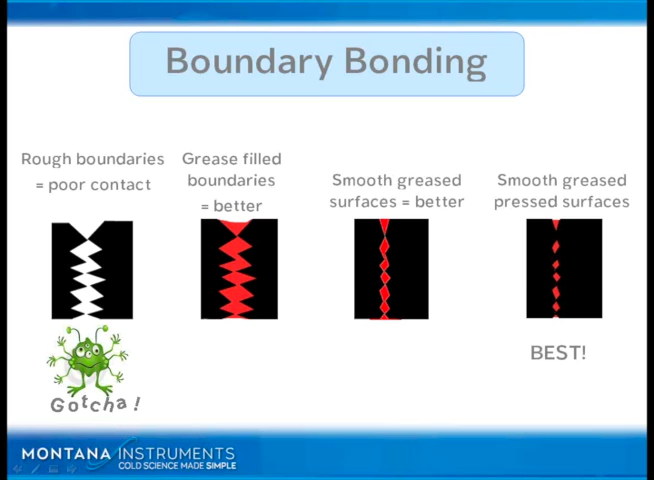 Boundary Bonding
Rough boundaries
= poor contact
Grease filled
boundaries
= better
Smooth greased
surfaces = better
Smooth greased
pressed surfaces
BEST!
Gotcha!
MONTANA INSTRUMENTS
COLD SCIENCE MADE SIMPLE